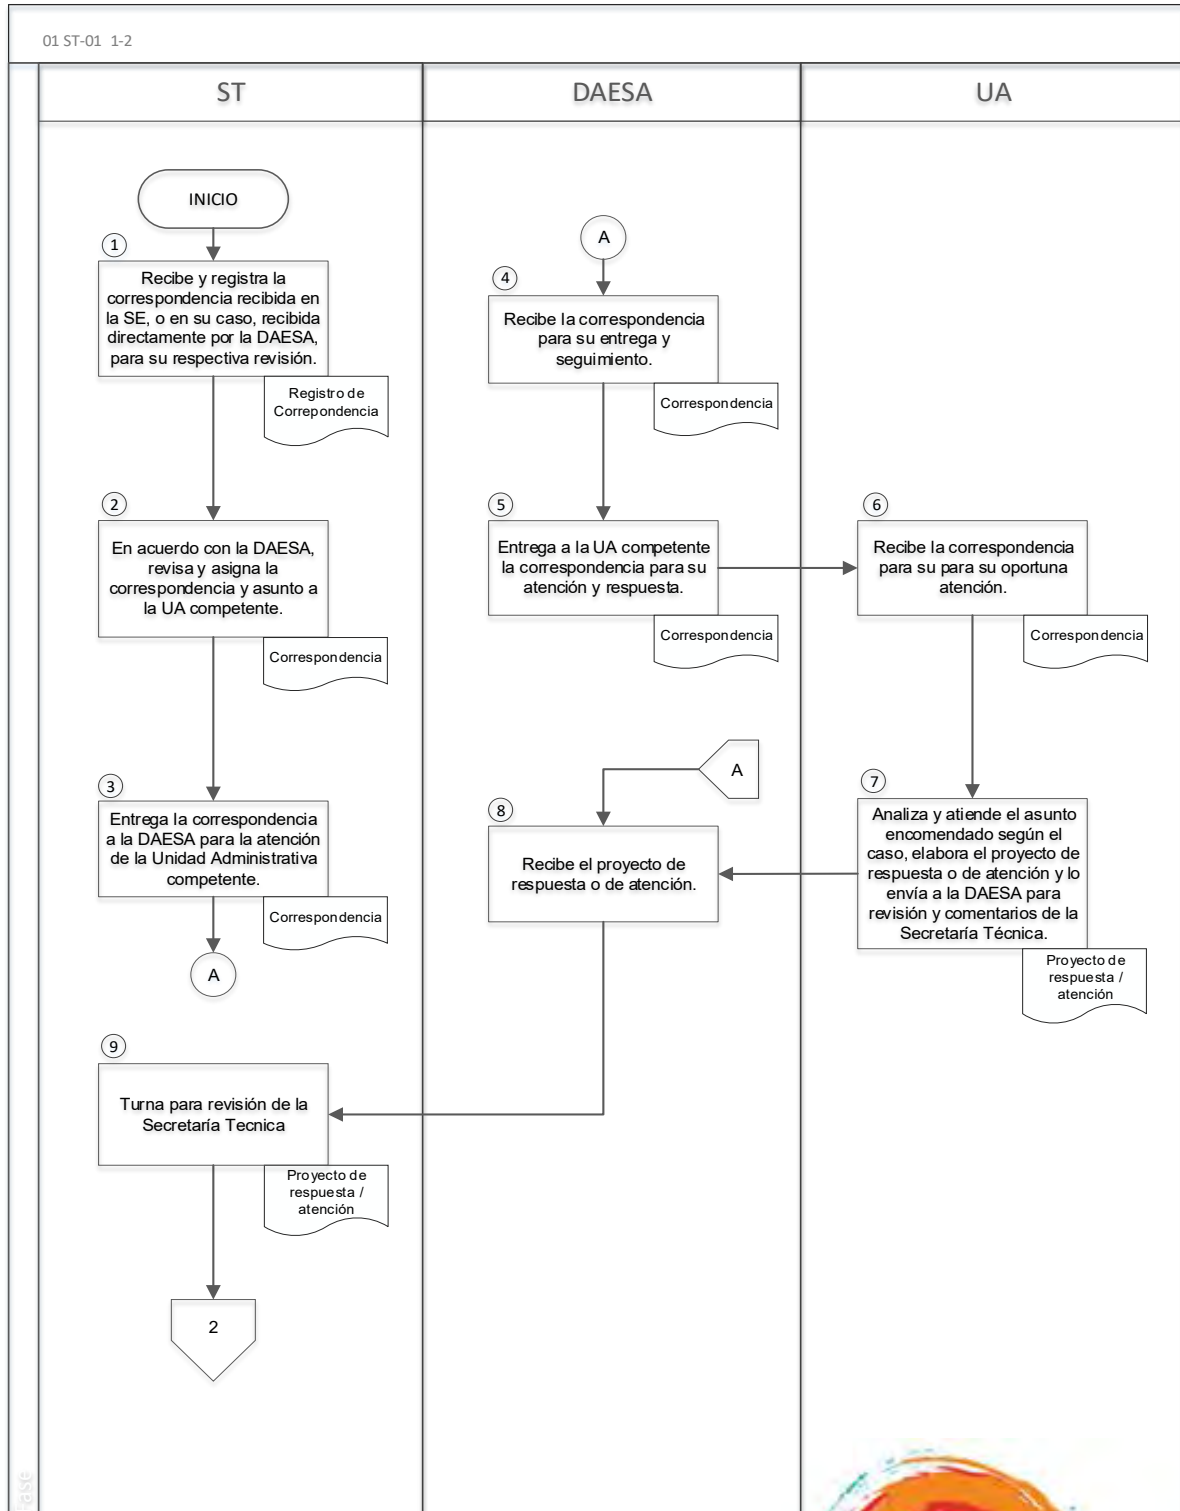 01 ST-01 1-2
ST
DAESA
UA
INICIO
1
Recibe y registra la
correspondencia recibida en
la SE, o en su caso, recibida
directamente por la DAESA,
para su respectiva revisión.
Registro de
Correpondencia
2
En acuerdo con la DAESA,
revisa y asigna la
correspondencia y asunto a
la UA competente.
Correspondencia
3
Entrega la correspondencia
a la DAESA para la atención
de la Unidad Administrativa
competente.
Correspondencia
A
A
4
Recibe la correspondencia
para su entrega y
seguimiento.
Correspondencia
5
Entrega a la UA competente
la correspondencia para su
atención y respuesta.
Correspondencia
6
Recibe la correspondencia
para su para su oportuna
atención.
Correspondencia
7
Analiza y atiende el asunto
encomendado según el
caso, elabora el proyecto de
respuesta o de atención y lo
envía a la DAESA para
revisión y comentarios de la
Secretaría Técnica.
Proyecto de
respuesta /
atención
A
8
Recibe el proyecto de
respuesta o de atención.
9
Turna para revisión de la
Secretaría Tecnica
Proyecto de
respuesta /
atención
2